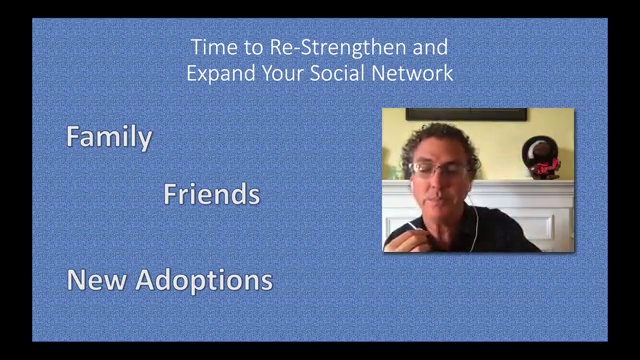 Time to Re-Strengthen and
Expand Your Social Network
Family
Friends
New Adoptions